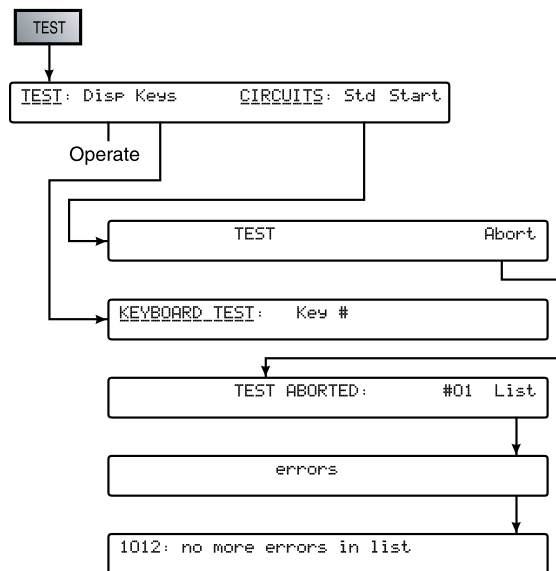 TEST
TEST: Disp Keys CIRCUITS: Std Start
Operate
TEST Abort
KEYBOARD_TEST: Key #
TEST ABORTED: #01 List
errors
1012: no more errors in list